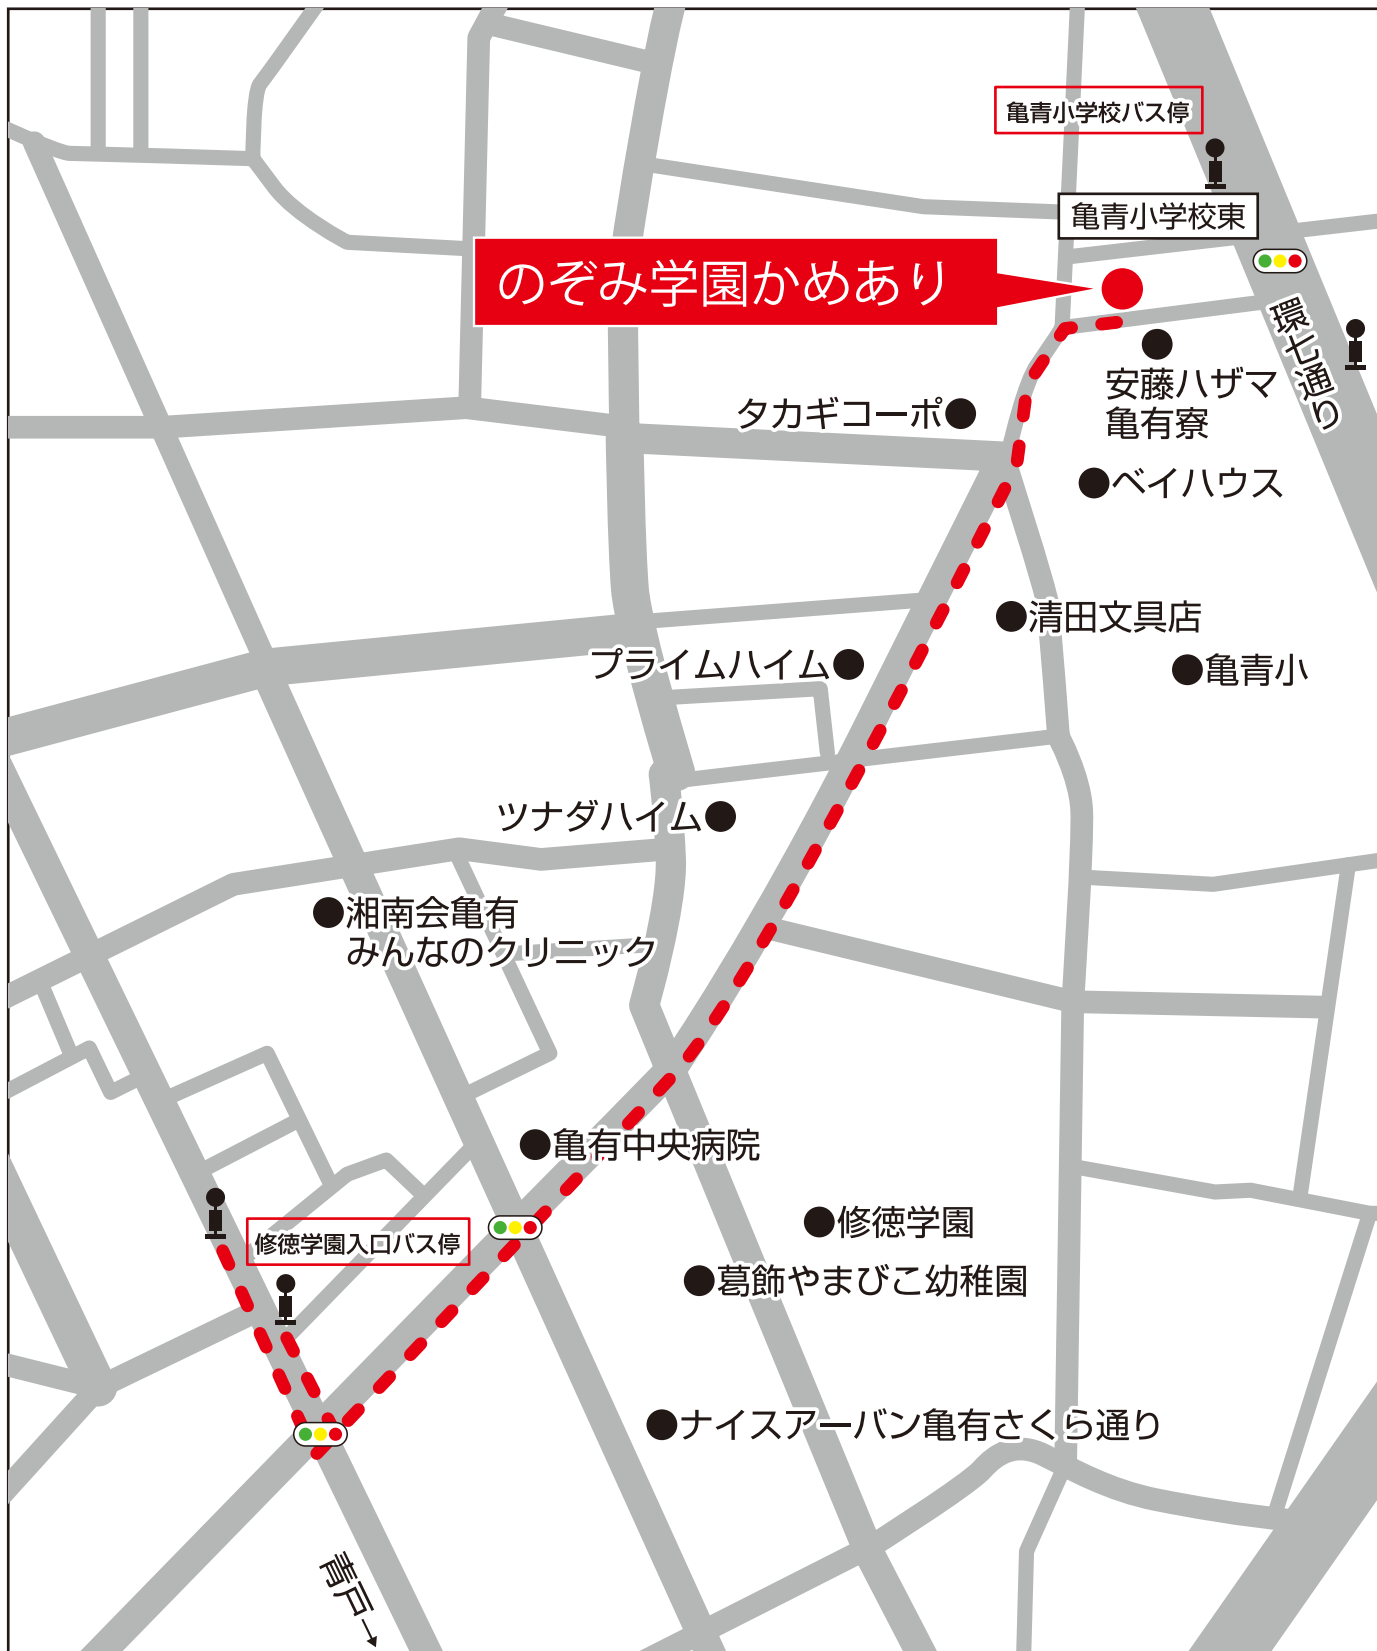 亀青小学校バス停
亀青小学校東
のぞみ学園かめあり
環七通り
安藤ハザマ
亀有寮
タカギコーポ
ベイハウス
清田文具店
プライムハイム
亀青小
ツナダハイム
湘南会亀有
みんなのクリニック
亀有中央病院
修徳学園
修徳学園入口バス停
葛飾やまびこ幼稚園
ナイスアーバン亀有さくら通り
青戸→